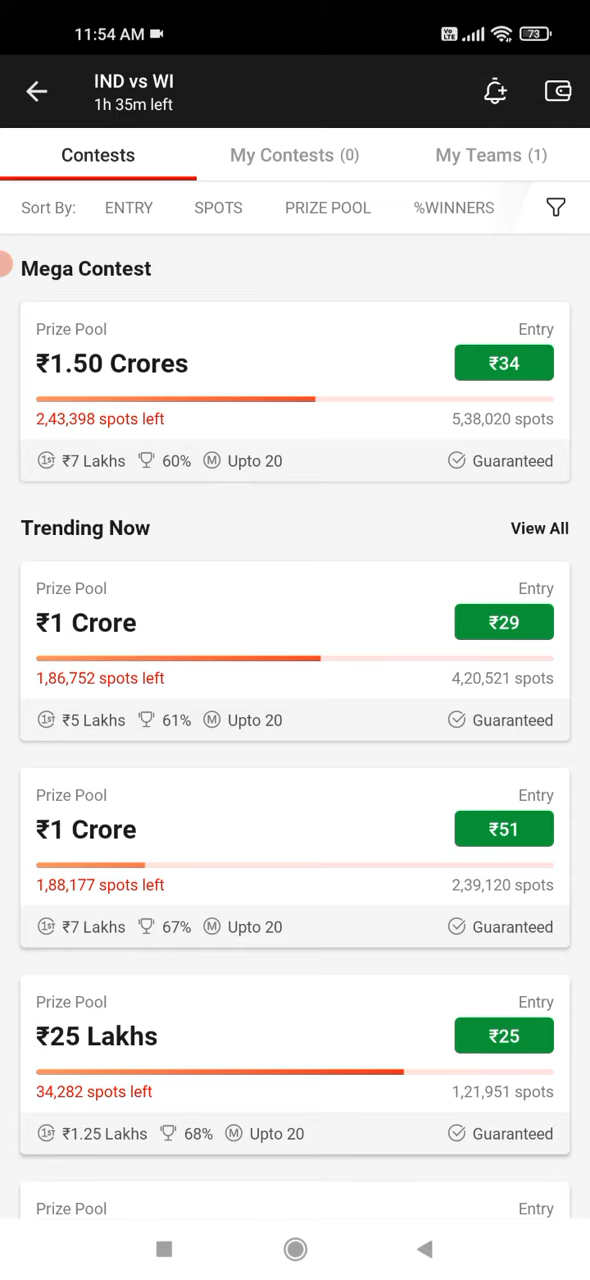 11:54 AM
Vo LTE 73
IND vs WI
1h 35m left
Contests My Contests (0) My Teams (1)
Sort By: ENTRY SPOTS PRIZE POOL %WINNERS
Mega Contest
Prize Pool Entry
₹1.50 Crores ₹34
2,43,398 spots left 5,38,020 spots
1ST ₹7 Lakhs 60% M Upto 20 Guaranteed
Trending Now View All
Prize Pool Entry
₹1 Crore ₹29
1,86,752 spots left 4,20,521 spots
1ST ₹5 Lakhs 61% M Upto 20 Guaranteed
Prize Pool Entry
₹1 Crore ₹51
1,88,177 spots left 2,39,120 spots
1ST ₹7 Lakhs 67% M Upto 20 Guaranteed
Prize Pool Entry
₹25 Lakhs ₹25
34,282 spots left 1,21,951 spots
1ST ₹1.25 Lakhs 68% M Upto 20 Guaranteed
Prize Pool Entry